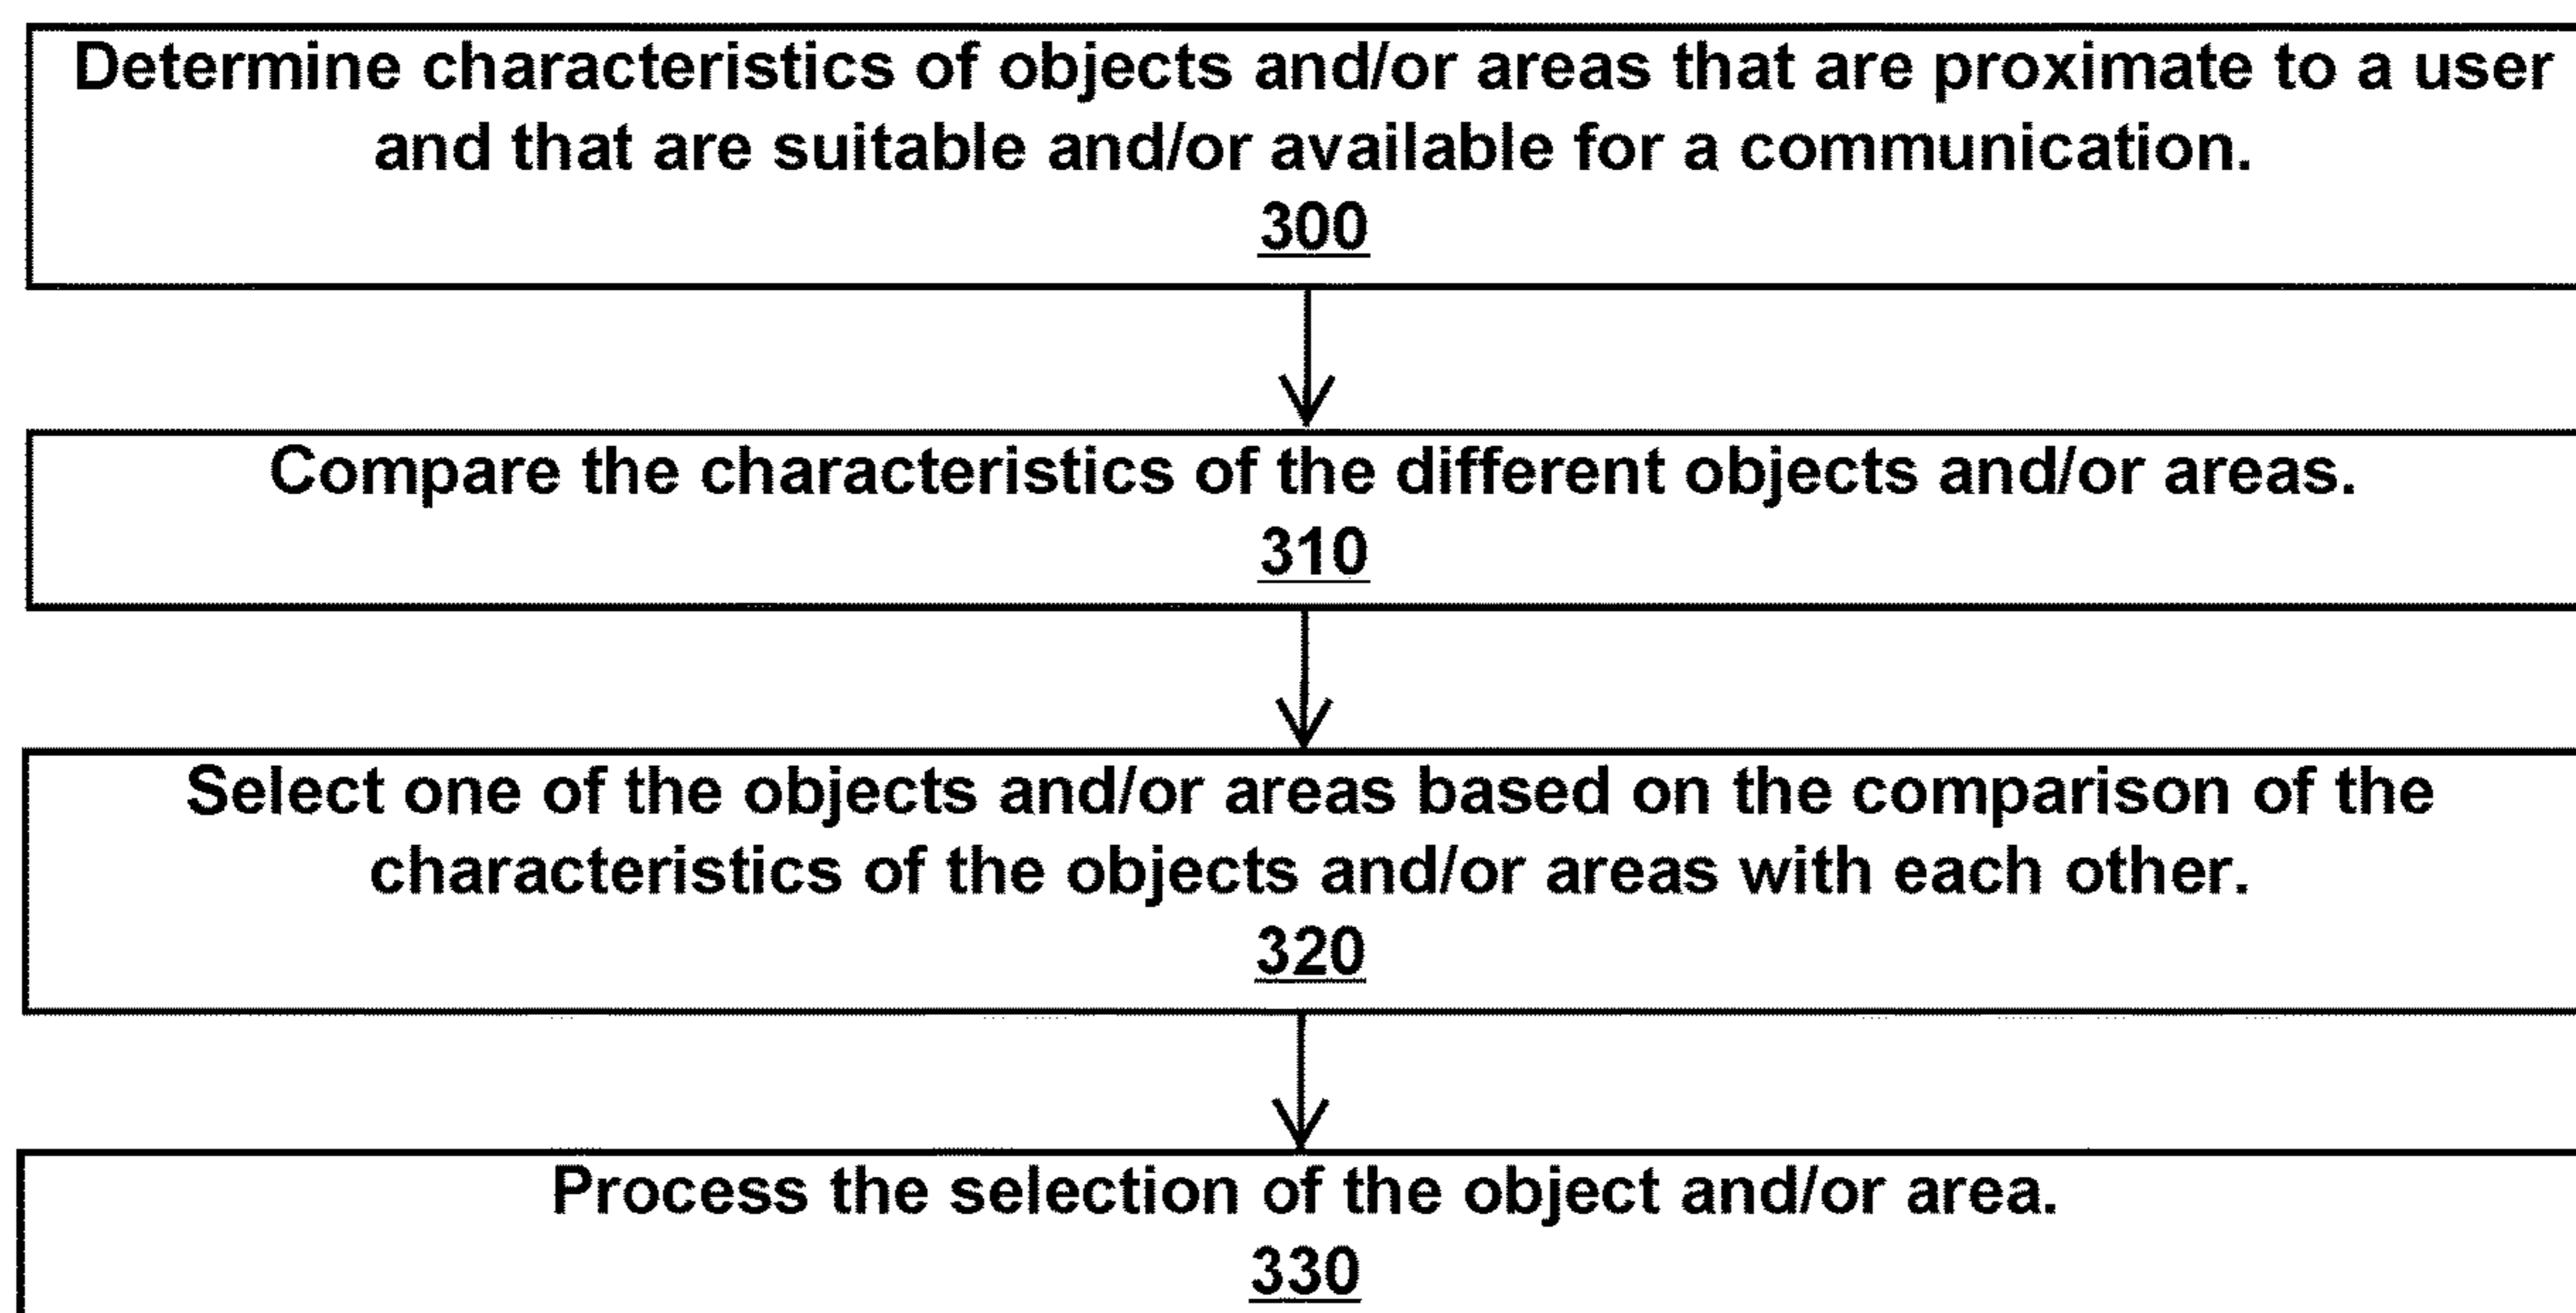 Determine characteristics of objects and/or areas that are proximate to a user
and that are suitable and/or available for a communication.
300
Compare the characteristics of the different objects and/or areas.
310
Select one of the objects and/or areas based on the comparison of the
characteristics of the objects and/or areas with each other.
320
Process the selection of the object and/or area.
330